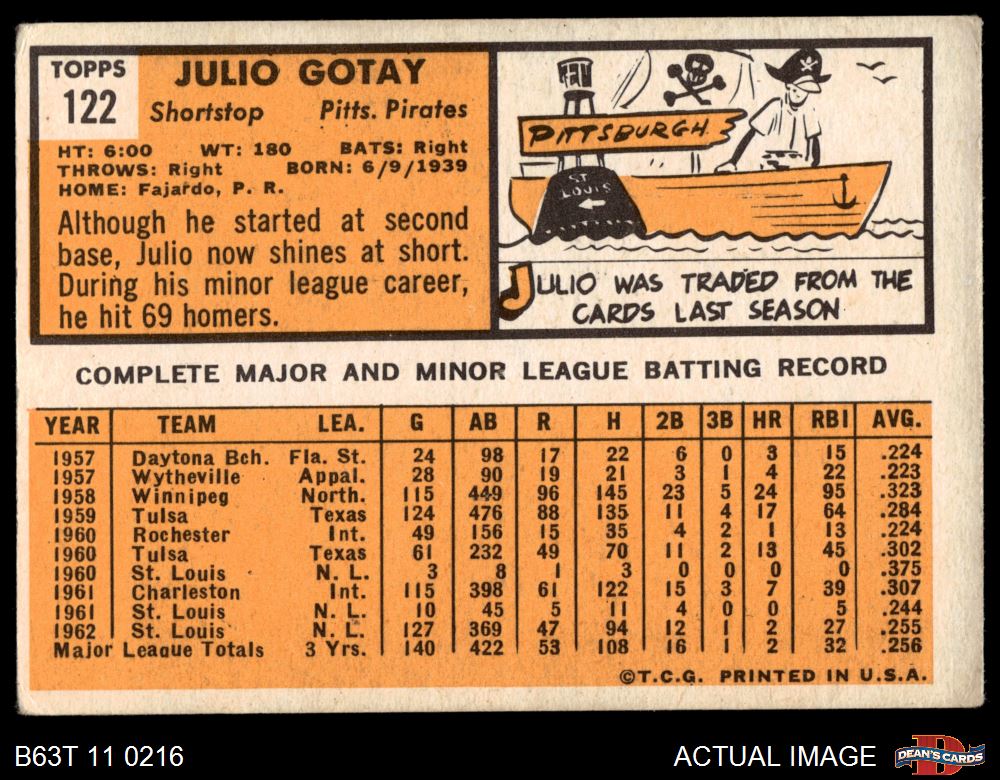 TOPPS
122
JULIO GOTAY
Shortstop Pitts. Pirates
HT: 6:00 WT: 180 BATS: Right
THROWS: Right BORN: 6/9/1939
HOME: Fajardo, P. R.
Although he started at second
base, Julio now shines at short.
During his minor league career,
he hit 69 homers.
PITTSBURGH
ST.
LOUIS
JULIO WAS TRADED FROM THE
CARDS LAST SEASON
COMPLETE MAJOR AND MINOR LEAGUE BATTING RECORD
YEAR TEAM LEA. G AB R H 2B 3B HR RBI AVG.
1957 Daytona Bch. Fla. St. 24 98 17 22 6 0 3 15 .224
1957 Wytheville Appal. 28 90 19 21 3 1 4 22 .223
1958 Winnipeg North. 115 449 96 145 23 5 24 95 .323
1959 Tulsa Texas 124 476 88 135 11 4 17 64 .284
1960 Rochester Int. 49 156 15 35 4 2 1 13 .224
1960 Tulsa Texas 61 232 49 70 11 2 13 45 .302
1960 St. Louis N. L. 3 8 1 3 0 0 0 0 .375
1961 Charleston Int. 115 398 61 122 15 3 7 39 .307
1961 St. Louis N. L. 10 45 5 11 4 0 0 5 .244
1962 St. Louis N. L. 127 369 47 94 12 1 2 27 .255
Major League Totals 3 Yrs. 140 422 53 108 16 1 2 32 .256
©T.C.G. PRINTED IN U.S.A.
B63T 11 0216
ACTUAL IMAGE
D
DEAN'S CARDS